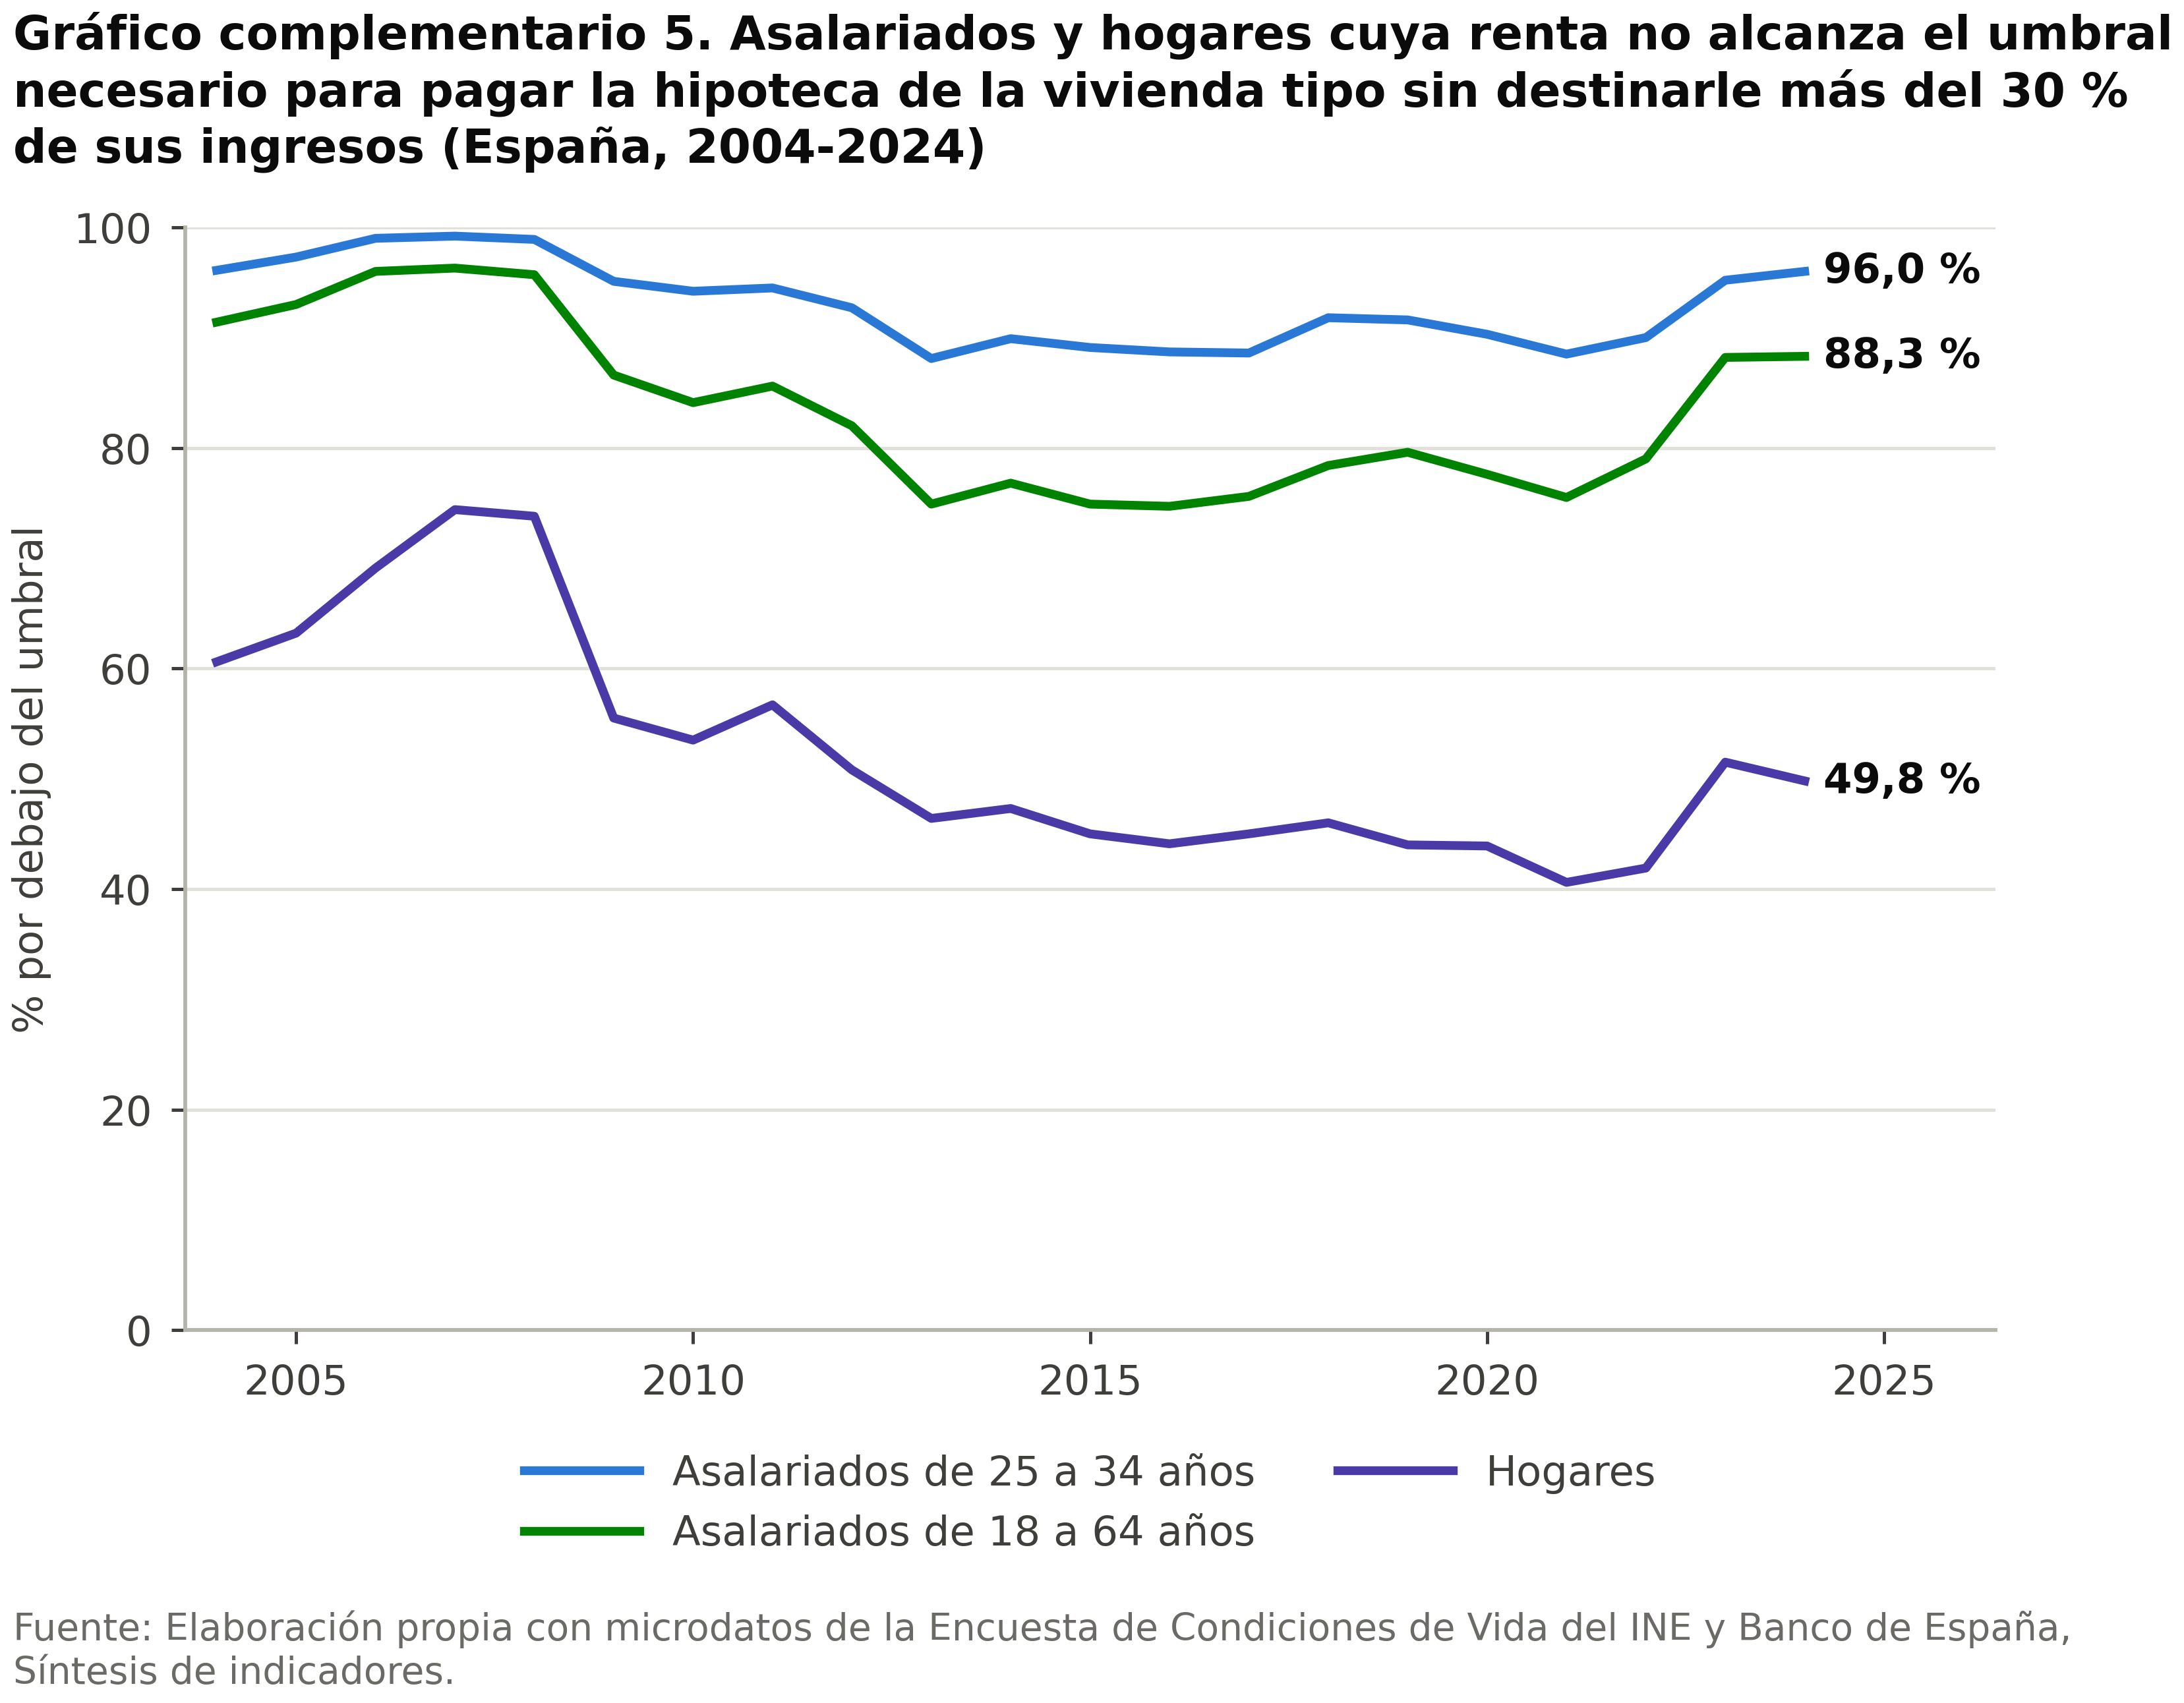 Gráfico complementario 5. Asalariados y hogares cuya renta no alcanza el umbral
necesario para pagar la hipoteca de la vivienda tipo sin destinarle más del 30 %
de sus ingresos (España, 2004-2024)
% por debajo del umbral
100
80
60
40
20
0
96,0 %
88,3 %
49,8 %
2005
2010
2015
2020
2025
Asalariados de 25 a 34 años
Asalariados de 18 a 64 años
Hogares
Fuente: Elaboración propia con microdatos de la Encuesta de Condiciones de Vida del INE y Banco de España,
Síntesis de indicadores.